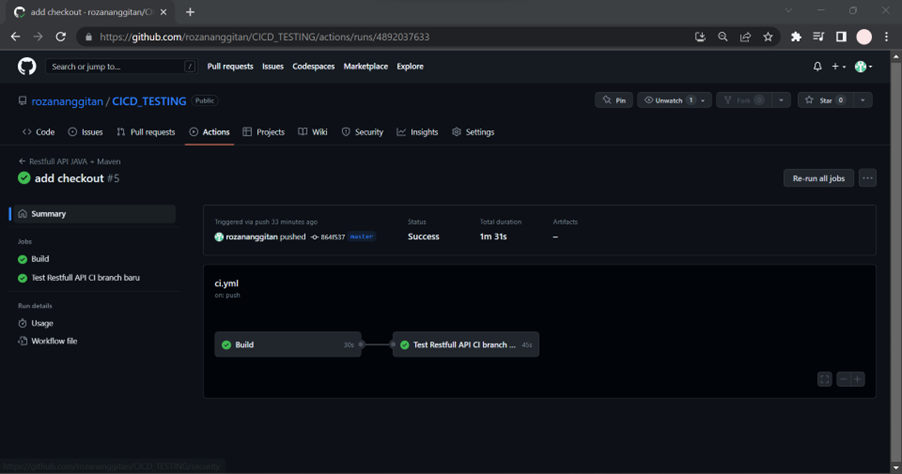 add checkout - rozananggitan/CI
https://github.com/rozananggitan/CICD_TESTING/actions/runs/4892037633
Search or jump to... /
Pull requests Issues Codespaces Marketplace Explore
rozananggitan / CICD_TESTING Public
Pin Unwatch 1 Fork 0 Star 0
Code Issues Pull requests Actions Projects Wiki Security Insights Settings
Restfull API JAVA + Maven
add checkout #5
Re-run all jobs
Summary
Jobs
Build
Test Restfull API CI branch baru
Run details
Usage
Workflow file
Triggered via push 33 minutes ago Status Total duration Artifacts
rozananggitan pushed 864f537 master Success 1m 31s –
ci.yml
on: push
Build 30s Test Restfull API CI branch ... 45s
https://github.com/rozananggitan/CICD_TESTING/security